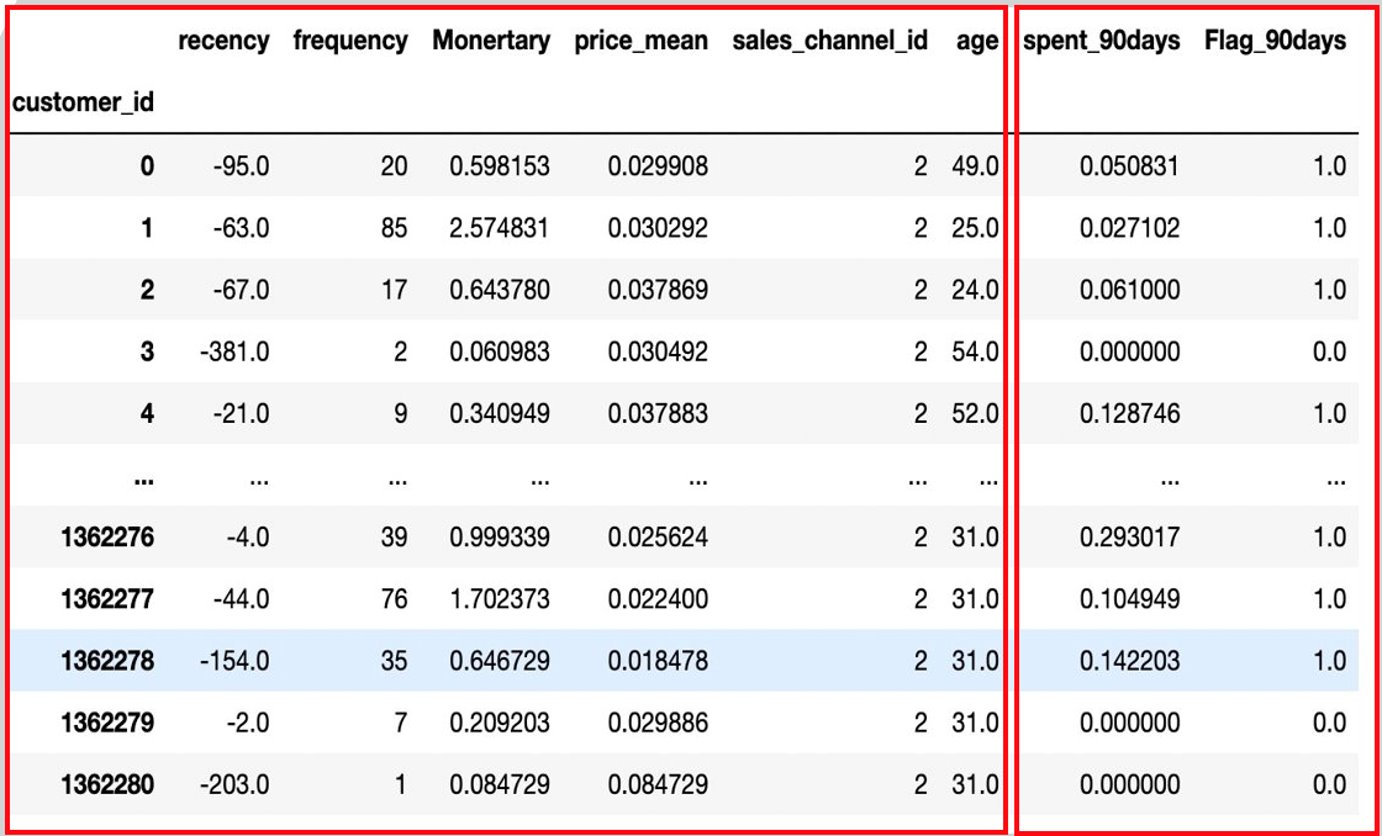 recency frequency Monertary price_mean sales_channel_id age spent_90days Flag_90days
customer_id
0 -95.0 20 0.598153 0.029908 2 49.0 0.050831 1.0
1 -63.0 85 2.574831 0.030292 2 25.0 0.027102 1.0
2 -67.0 17 0.643780 0.037869 2 24.0 0.061000 1.0
3 -381.0 2 0.060983 0.030492 2 54.0 0.000000 0.0
4 -21.0 9 0.340949 0.037883 2 52.0 0.128746 1.0
... ... ... ... ... ... ... ... ...
1362276 -4.0 39 0.999339 0.025624 2 31.0 0.293017 1.0
1362277 -44.0 76 1.702373 0.022400 2 31.0 0.104949 1.0
1362278 -154.0 35 0.646729 0.018478 2 31.0 0.142203 1.0
1362279 -2.0 7 0.209203 0.029886 2 31.0 0.000000 0.0
1362280 -203.0 1 0.084729 0.084729 2 31.0 0.000000 0.0